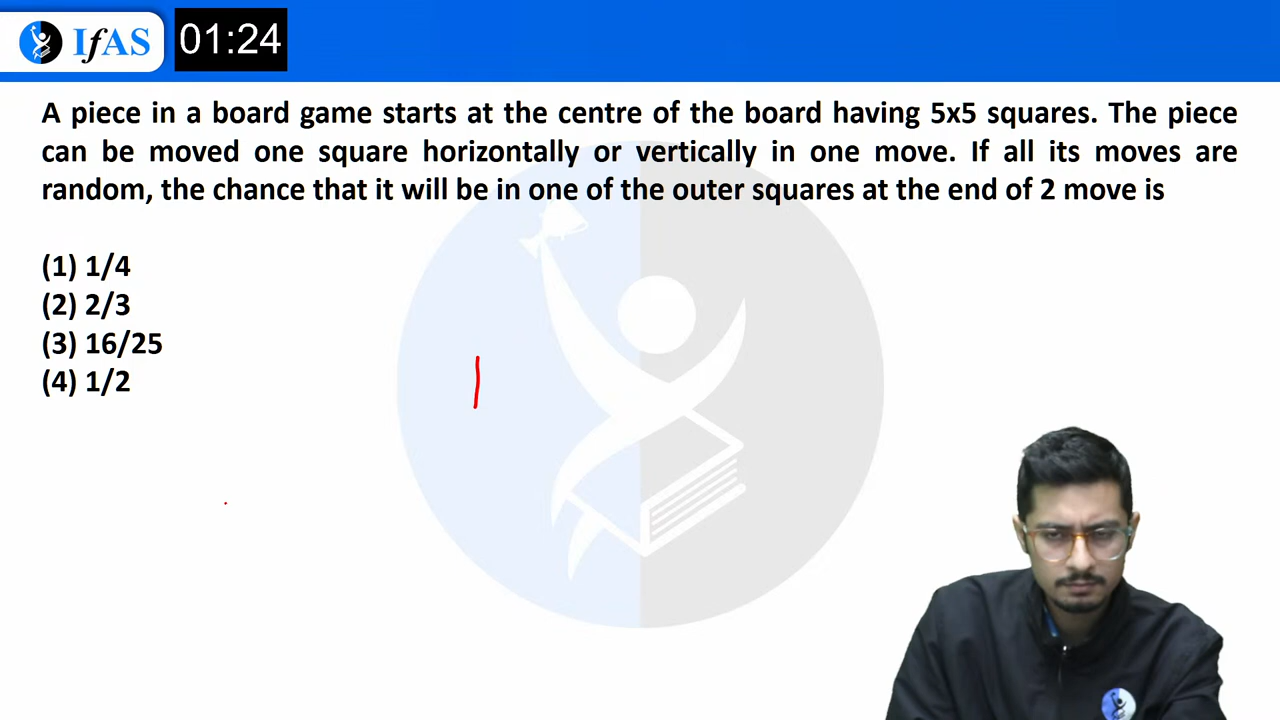 IfAS
01:24
A piece in a board game starts at the centre of the board having 5x5 squares. The piece
can be moved one square horizontally or vertically in one move. If all its moves are
random, the chance that it will be in one of the outer squares at the end of 2 move is
(1) 1/4
(2) 2/3
(3) 16/25
(4) 1/2